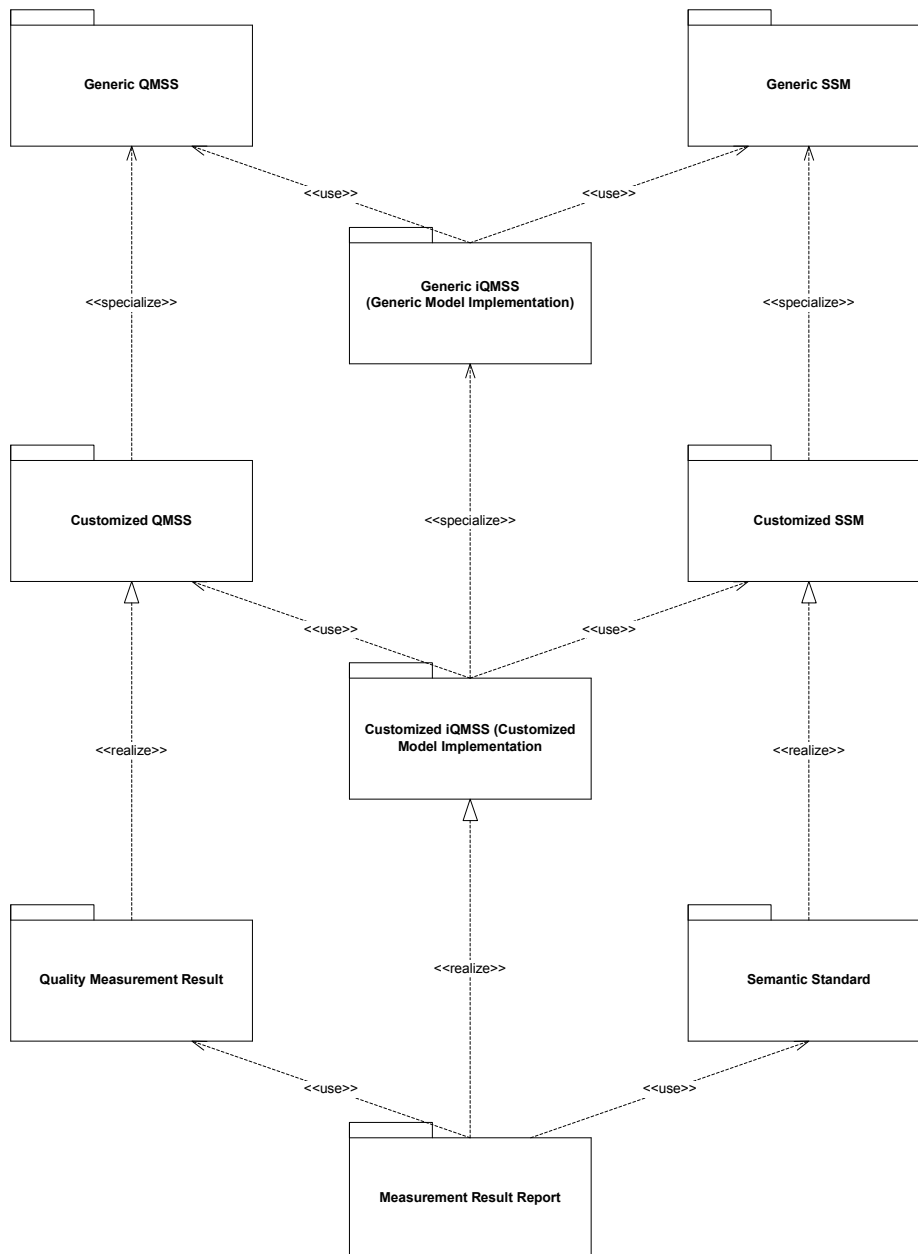 Generic QMSS
Generic SSM
<<use>>
<<use>>
Generic iQMSS
(Generic Model Implementation)
<<specialize>>
<<specialize>>
Customized QMSS
<<specialize>>
Customized SSM
<<use>>
<<use>>
Customized iQMSS (Customized
Model Implementation
<<realize>>
<<realize>>
Quality Measurement Result
<<realize>>
Semantic Standard
<<use>>
<<use>>
Measurement Result Report